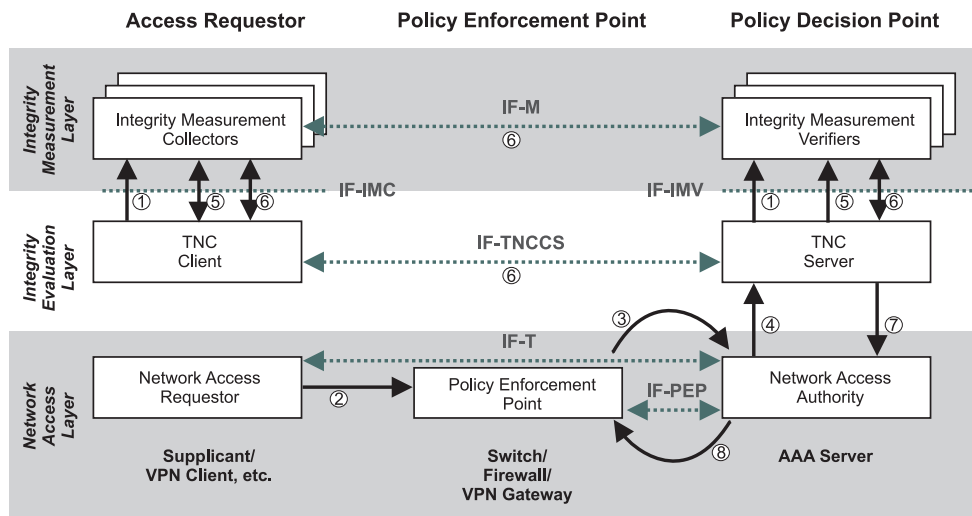 Access Requestor
Policy Enforcement Point
Policy Decision Point
Integrity
Measurement
Layer
Integrity Measurement
Collectors
IF-M
⑥
Integrity Measurement
Verifiers
①
⑤
⑥
IF-IMC
IF-IMV
①
⑤
⑥
Integrity
Evaluation
Layer
TNC
Client
IF-TNCCS
⑥
TNC
Server
③
④
⑦
Network
Access
Layer
IF-T
Network Access
Requestor
②
Policy Enforcement
Point
IF-PEP
Network Access
Authority
⑧
Supplicant/
VPN Client, etc.
Switch/
Firewall/
VPN Gateway
AAA Server